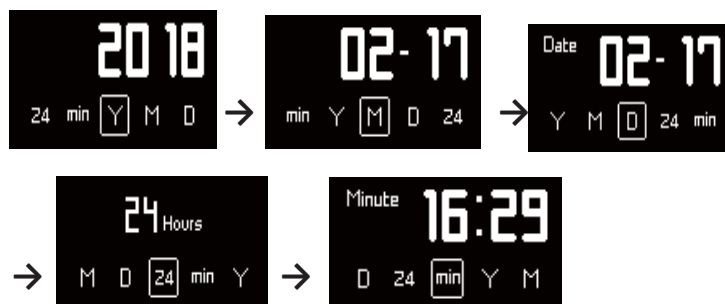 2018
24 min Y M D
→
02-17
min Y M D 24
→
Date 02-17
Y M D 24 min
→
24 Hours
M D 24 min Y
→
Minute 16:29
D 24 min Y M